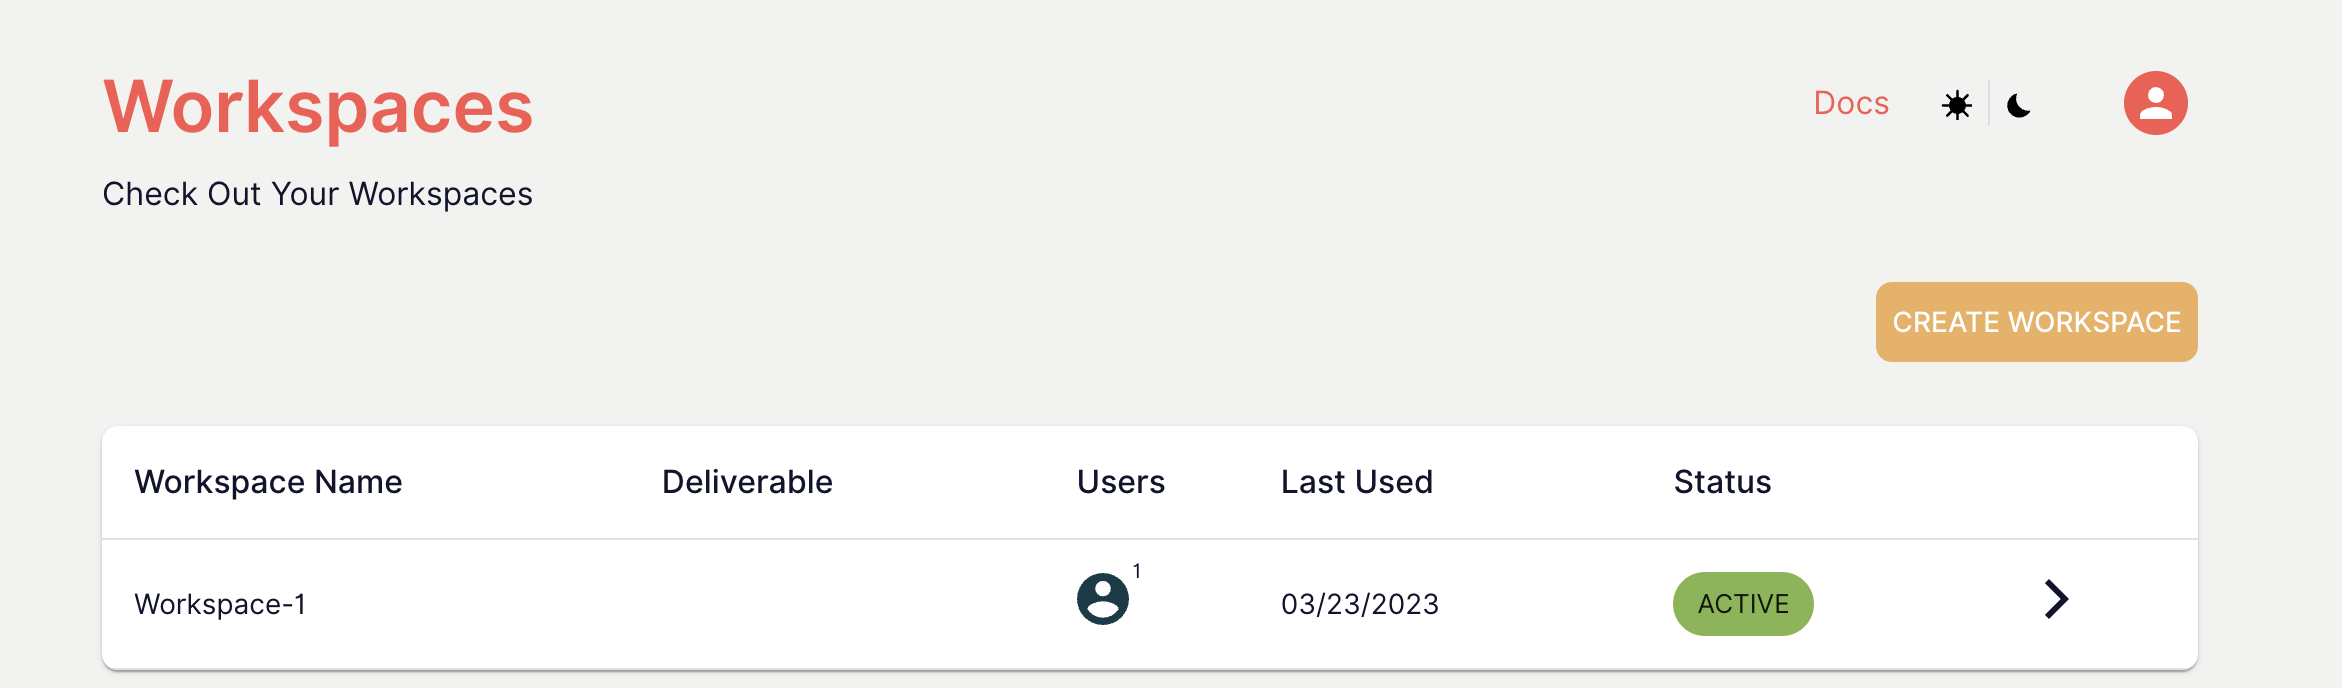 Workspaces
Docs
Check Out Your Workspaces
CREATE WORKSPACE
Workspace Name Deliverable Users Last Used Status
Workspace-1 1 03/23/2023 ACTIVE